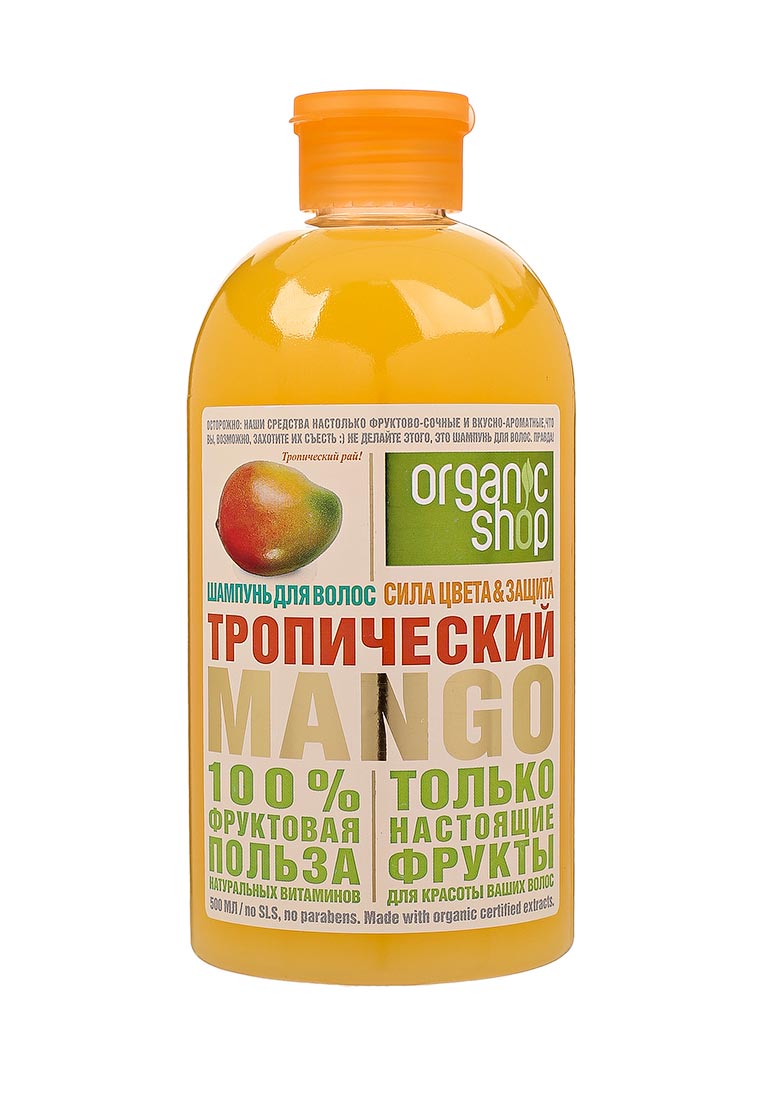 ОСТОРОЖНО: НАШИ СРЕДСТВА НАСТОЛЬКО ФРУКТОВО-СОЧНЫЕ И ВКУСНО-АРОМАТНЫЕ,ЧТО
ВЫ, ВОЗМОЖНО, ЗАХОТИТЕ ИХ СЪЕСТЬ :) НЕ ДЕЛАЙТЕ ЭТОГО, ЭТО ШАМПУНЬ ДЛЯ ВОЛОС. ПРАВДА!
Тропический рай!
organic
shop
ШАМПУНЬ ДЛЯ ВОЛОС
СИЛА ЦВЕТА & ЗАЩИТА
ТРОПИЧЕСКИЙ
MANGO
100%
ФРУКТОВАЯ
ПОЛЬЗА
НАТУРАЛЬНЫХ ВИТАМИНОВ
ТОЛЬКО
НАСТОЯЩИЕ
ФРУКТЫ
ДЛЯ КРАСОТЫ ВАШИХ ВОЛОС
500 МЛ / no SLS, no parabens. Made with organic certified extracts.